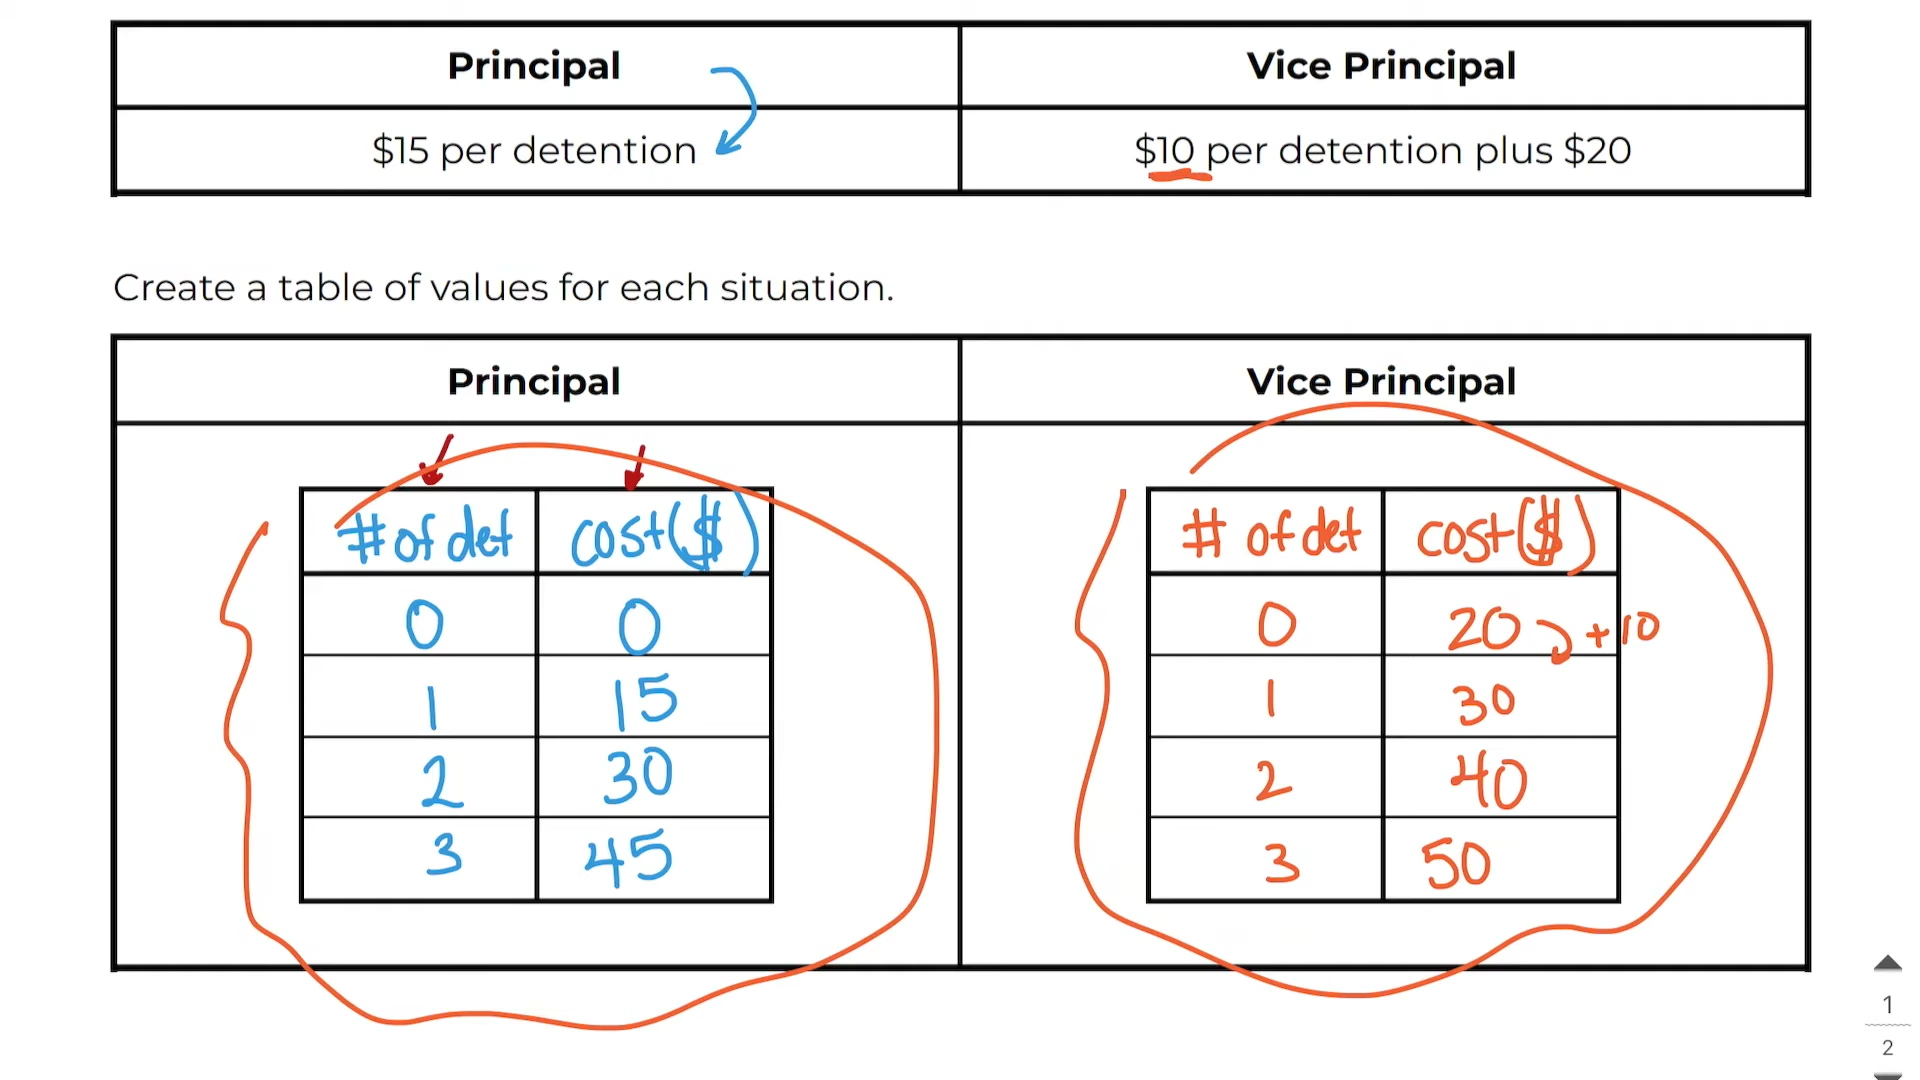 Principal Vice Principal
$15 per detention $10 per detention plus $20
Create a table of values for each situation.
Principal Vice Principal
# of det cost($) # of det cost($)
0 0 0 20 +10
1 15 1 30
2 30 2 40
3 45 3 50
1
2